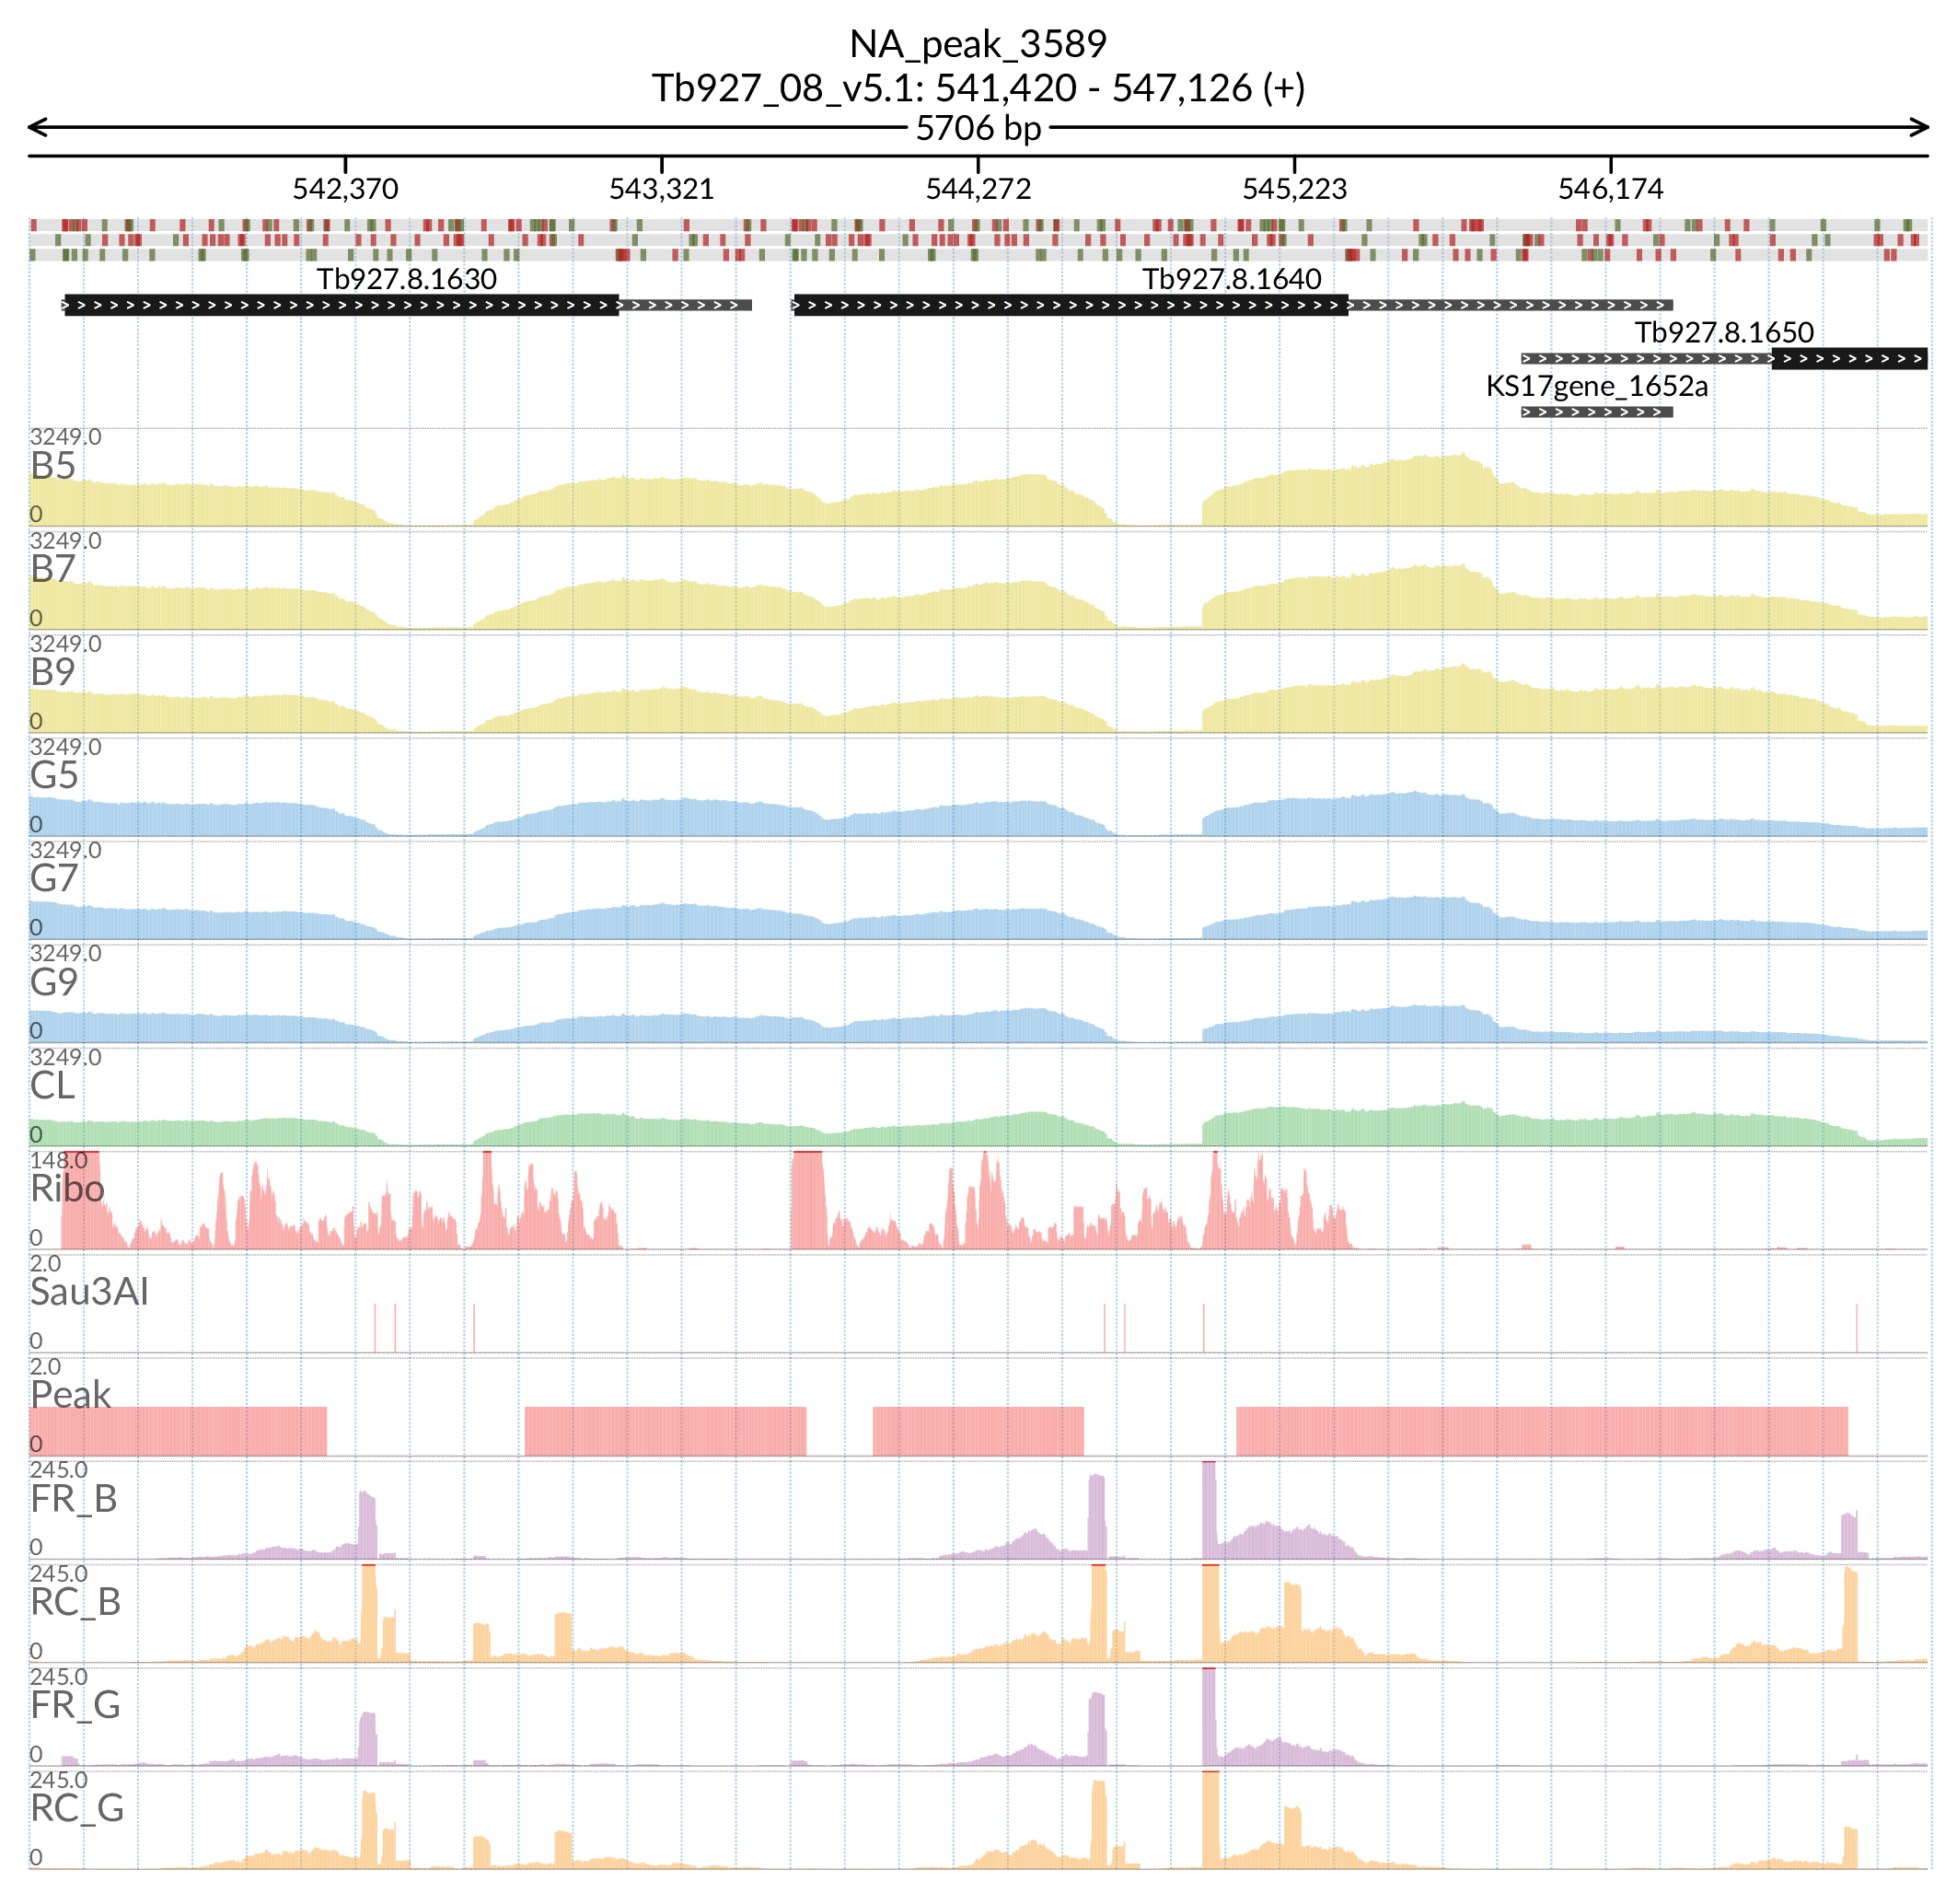 NA_peak_3589
Tb927_08_v5.1: 541,420 - 547,126 (+)
5706 bp
542,370 543,321 544,272 545,223 546,174
Tb927.8.1630 Tb927.8.1640
Tb927.8.1650
KS17gene_1652a
3249.0
B5
0
3249.0
B7
0
3249.0
B9
0
3249.0
G5
0
3249.0
G7
0
3249.0
G9
0
3249.0
CL
0
148.0
Ribo
0
2.0
Sau3AI
0
2.0
Peak
0
245.0
FR_B
0
245.0
RC_B
0
245.0
FR_G
0
245.0
RC_G
0